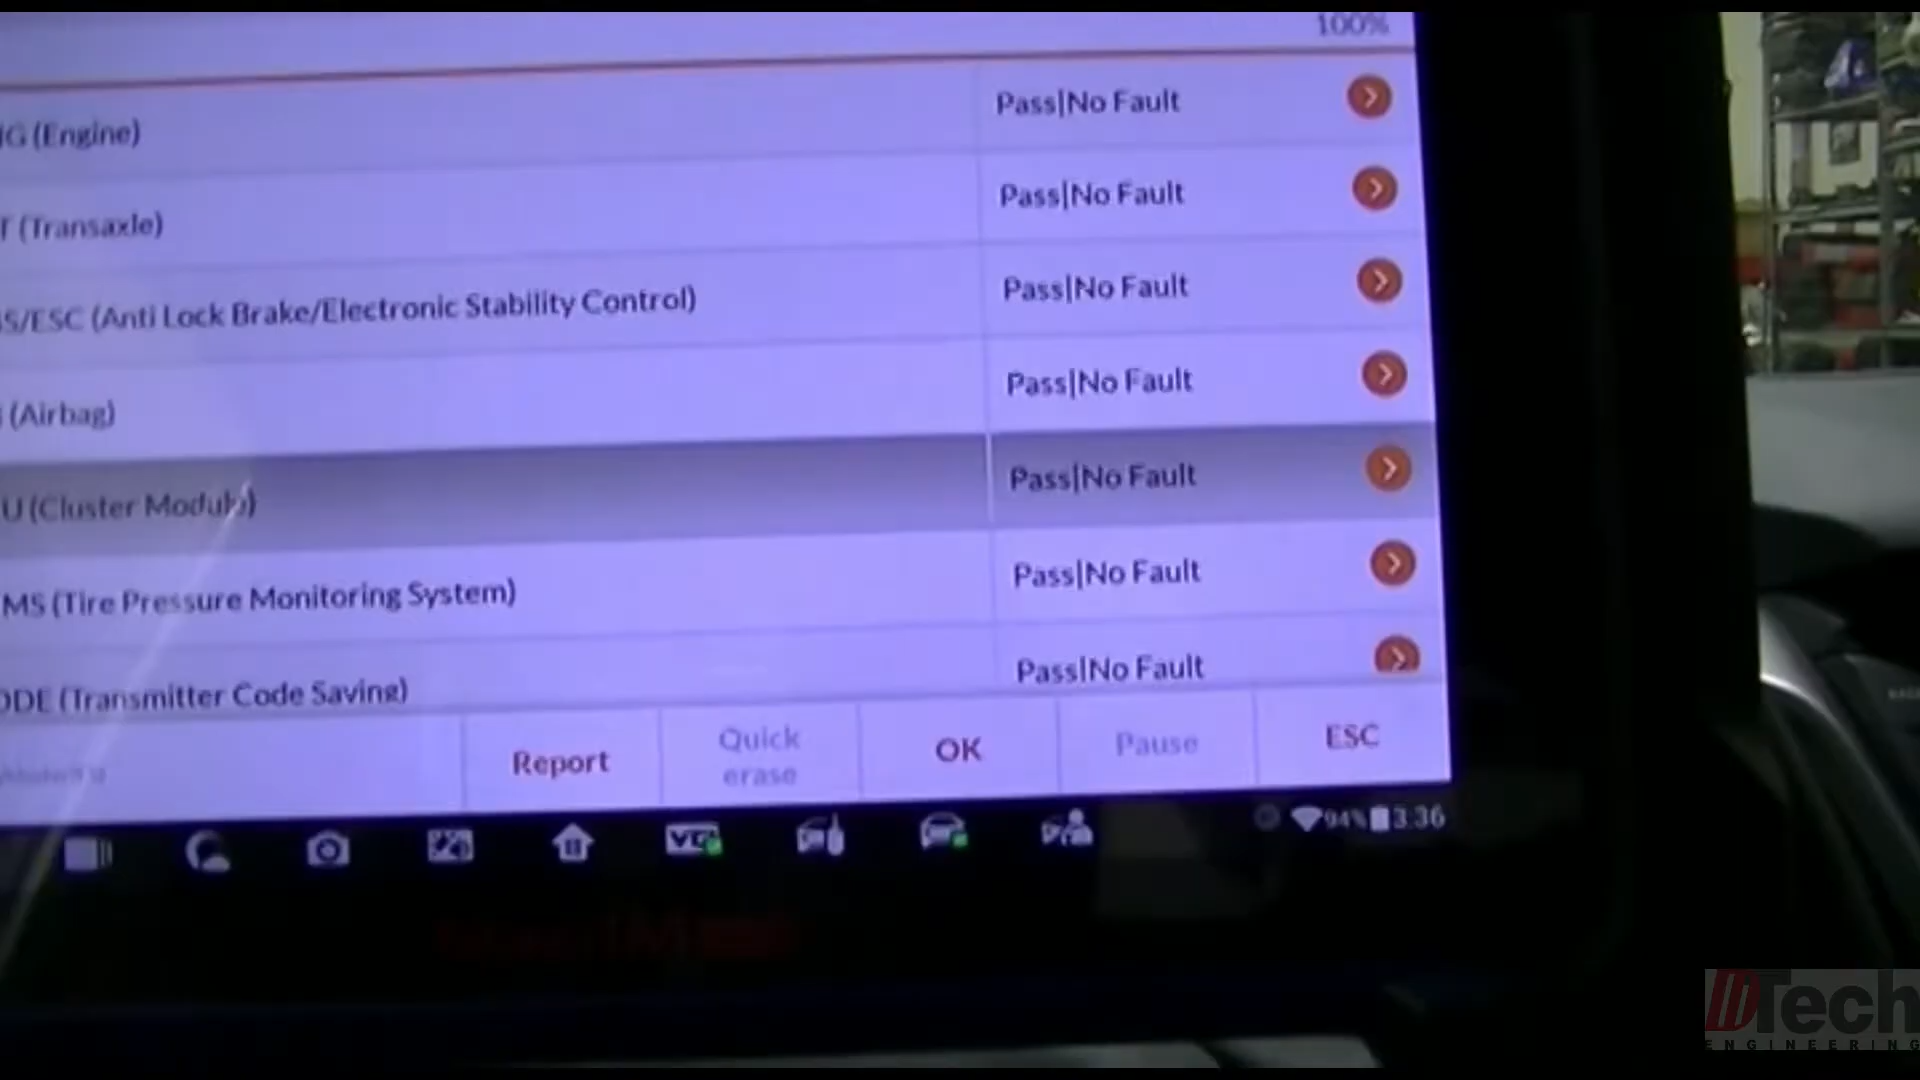 100%
(Engine) Pass|No Fault
(Transaxle) Pass|No Fault
S/ESC (Anti Lock Brake/Electronic Stability Control) Pass|No Fault
(Airbag) Pass|No Fault
U (Cluster Module) Pass|No Fault
MS (Tire Pressure Monitoring System) Pass|No Fault
ODE (Transmitter Code Saving) Pass|No Fault
Report Quick erase OK Pause ESC
94% 3:36
Tech
ENGINEERING